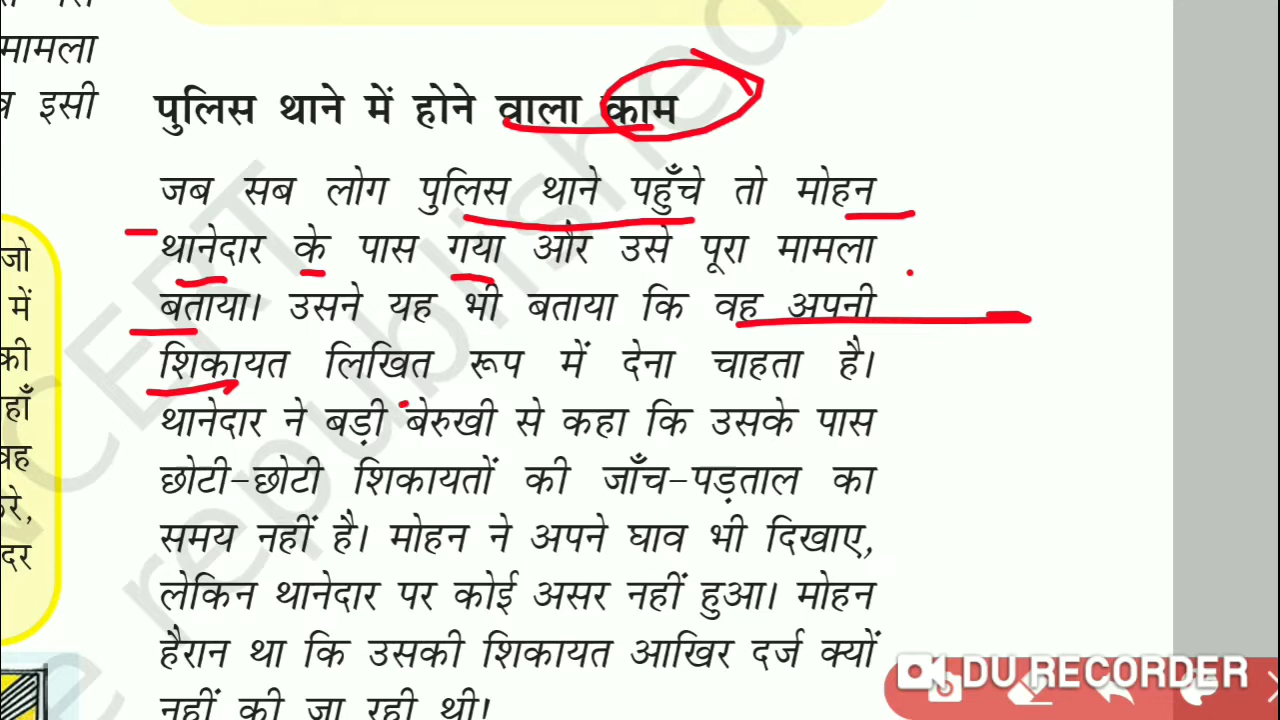 मामला
इसी
पुलिस थाने में होने वाला काम
जब सब लोग पुलिस थाने पहुँचे तो मोहन
थानेदार के पास गया और उसे पूरा मामला
बताया। उसने यह भी बताया कि वह अपनी
शिकायत लिखित रूप में देना चाहता है।
थानेदार ने बड़ी बेरुखी से कहा कि उसके पास
छोटी-छोटी शिकायतों की जाँच-पड़ताल का
समय नहीं है। मोहन ने अपने घाव भी दिखाए,
लेकिन थानेदार पर कोई असर नहीं हुआ। मोहन
हैरान था कि उसकी शिकायत आखिर दर्ज क्यों
नहीं की जा रही थी।
जो
में
की
republished
DU RECORDER